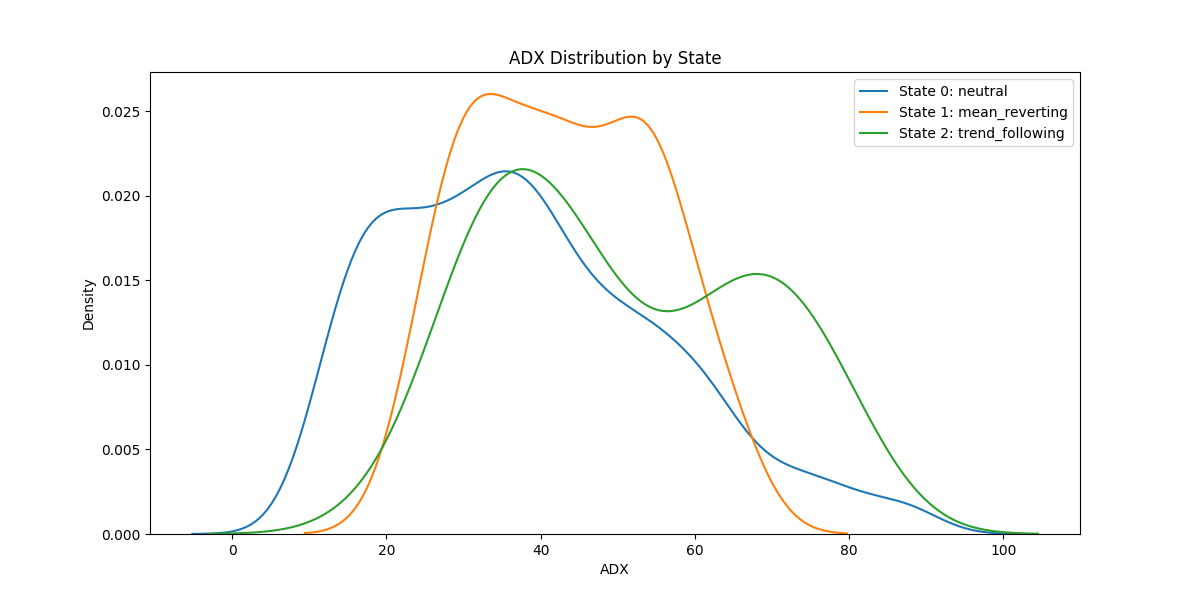 ADX Distribution by State
State 0: neutral
State 1: mean_reverting
State 2: trend_following
Density
0.025
0.020
0.015
0.010
0.005
0.000
0 20 40 60 80 100
ADX